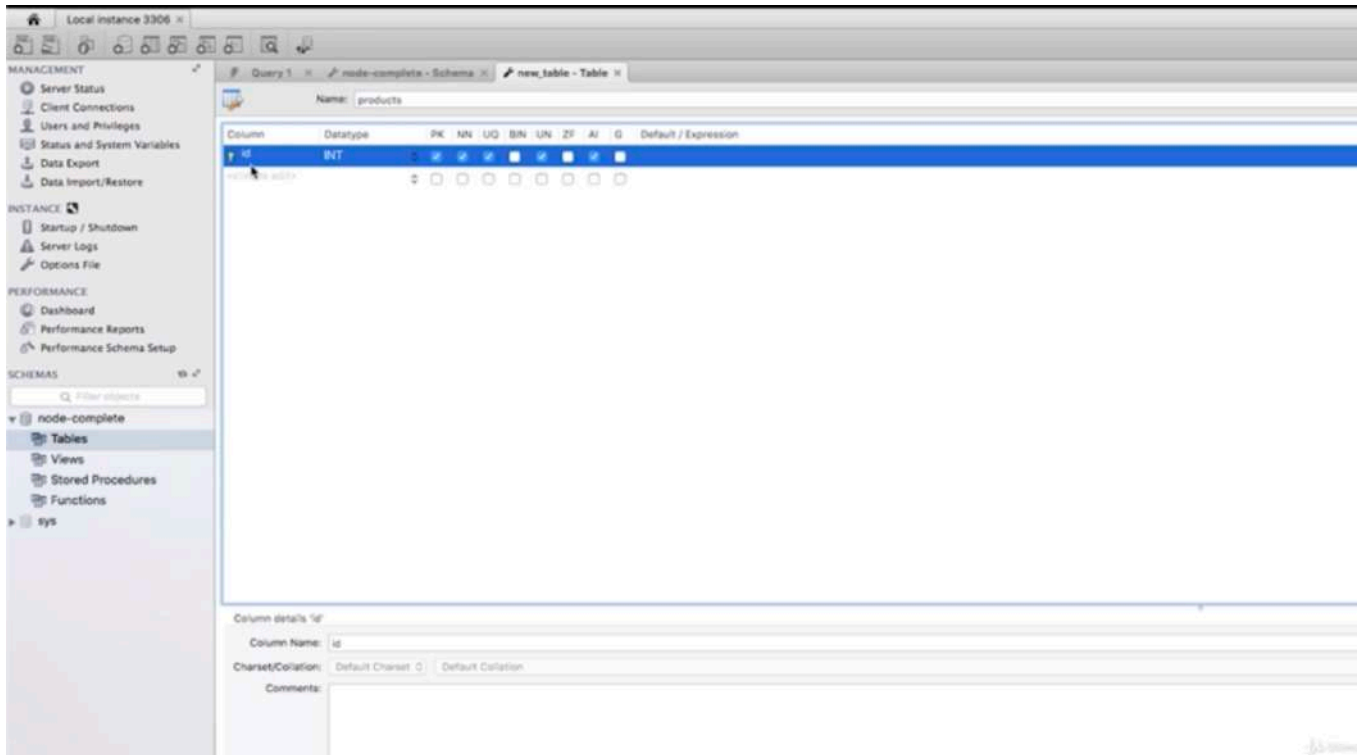 Local instance 3306
MANAGEMENT
Server Status
Client Connections
Users and Privileges
Status and System Variables
Data Export
Data Import/Restore
INSTANCE
Startup / Shutdown
Server Logs
Options File
PERFORMANCE
Dashboard
Performance Reports
Performance Schema Setup
SCHEMAS
Filter objects
node-complete
Tables
Views
Stored Procedures
Functions
sys
Query 1 node-complete - Schema new_table - Table
Name: products
Column Datatype PK NN UQ BIN UN ZF AI G Default / Expression
id INT
Column details 'id'
Column Name: id
Charset/Collation: Default Charset Default Collation
Comments: